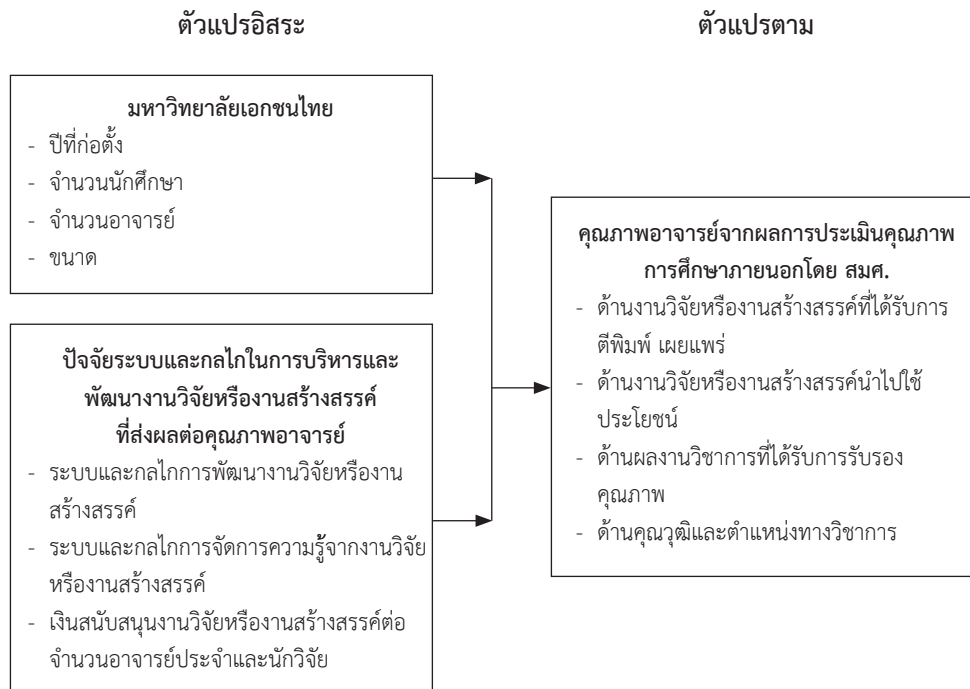 ตัวแปรอิสระ
ตัวแปรตาม
มหาวิทยาลัยเอกชนไทย
- ปีที่ก่อตั้ง
- จำนวนนักศึกษา
- จำนวนอาจารย์
- ขนาด
ปัจจัยระบบและกลไกในการบริหารและ
พัฒนางานวิจัยหรืองานสร้างสรรค์
ที่ส่งผลต่อคุณภาพอาจารย์
- ระบบและกลไกการพัฒนางานวิจัยหรืองาน
สร้างสรรค์
- ระบบและกลไกการจัดการความรู้จากงานวิจัย
หรืองานสร้างสรรค์
- เงินสนับสนุนงานวิจัยหรืองานสร้างสรรค์ต่อ
จำนวนอาจารย์ประจำและนักวิจัย
คุณภาพอาจารย์จากผลการประเมินคุณภาพ
การศึกษาภายนอกโดย สมศ.
- ด้านงานวิจัยหรืองานสร้างสรรค์ที่ได้รับการ
ตีพิมพ์ เผยแพร่
- ด้านงานวิจัยหรืองานสร้างสรรค์นำไปใช้
ประโยชน์
- ด้านผลงานวิชาการที่ได้รับการรับรอง
คุณภาพ
- ด้านคุณวุฒิและตำแหน่งทางวิชาการ